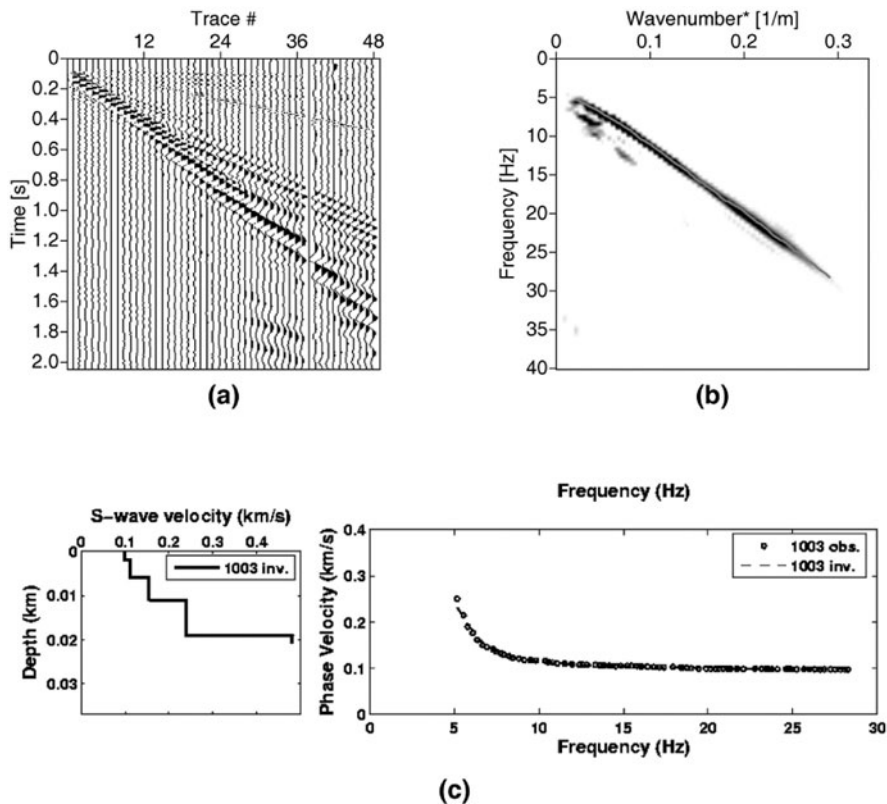 Trace #
12 24 36 48
0
0.2
0.4
0.6
0.8
1.0
1.2
1.4
1.6
1.8
2.0
Time [s]
(a)
Wavenumber* [1/m]
0 0.1 0.2 0.3
0
5
10
15
20
25
30
35
40
Frequency [Hz]
(b)
S-wave velocity (km/s)
0 0.1 0.2 0.3 0.4
0
0.01
0.02
0.03
Depth (km)
1003 inv.
Frequency (Hz)
0.4
0.3
0.2
0.1
0
Phase Velocity (km/s)
1003 obs.
1003 inv.
0 5 10 15 20 25 30
Frequency (Hz)
(c)